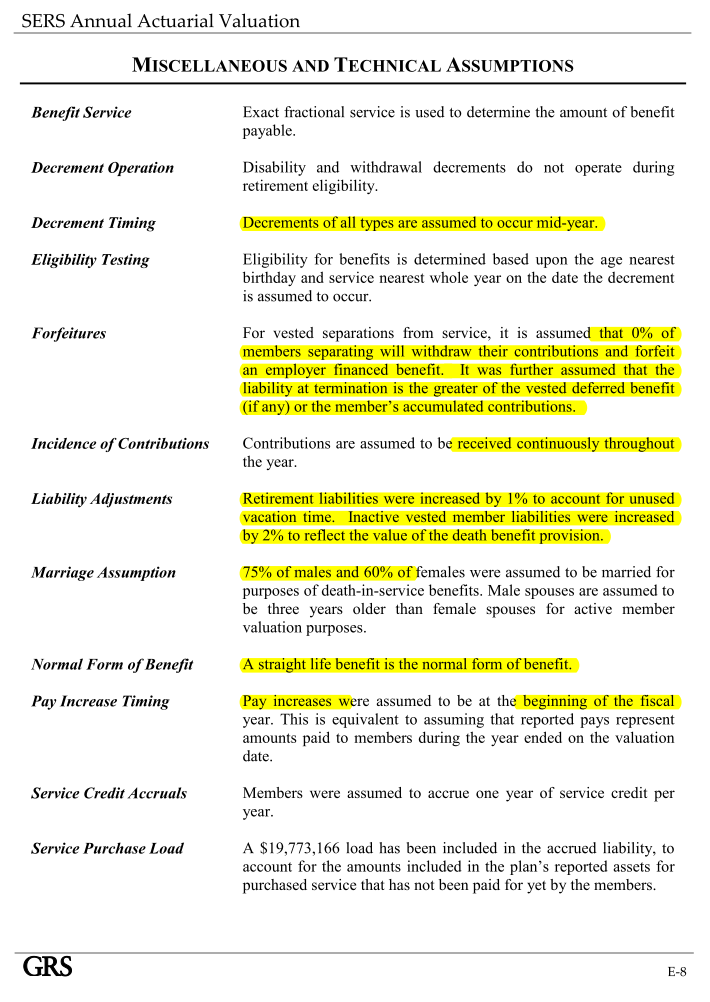 SERS Annual Actuarial Valuation
MISCELLANEOUS AND TECHNICAL ASSUMPTIONS
Benefit Service Exact fractional service is used to determine the amount of benefit
payable.
Decrement Operation Disability and withdrawal decrements do not operate during
retirement eligibility.
Decrement Timing Decrements of all types are assumed to occur mid-year.
Eligibility Testing Eligibility for benefits is determined based upon the age nearest
birthday and service nearest whole year on the date the decrement
is assumed to occur.
Forfeitures For vested separations from service, it is assumed that 0% of
members separating will withdraw their contributions and forfeit
an employer financed benefit. It was further assumed that the
liability at termination is the greater of the vested deferred benefit
(if any) or the member's accumulated contributions.
Incidence of Contributions Contributions are assumed to be received continuously throughout
the year.
Liability Adjustments Retirement liabilities were increased by 1% to account for unused
vacation time. Inactive vested member liabilities were increased
by 2% to reflect the value of the death benefit provision.
Marriage Assumption 75% of males and 60% of females were assumed to be married for
purposes of death-in-service benefits. Male spouses are assumed to
be three years older than female spouses for active member
valuation purposes.
Normal Form of Benefit A straight life benefit is the normal form of benefit.
Pay Increase Timing Pay increases were assumed to be at the beginning of the fiscal
year. This is equivalent to assuming that reported pays represent
amounts paid to members during the year ended on the valuation
date.
Service Credit Accruals Members were assumed to accrue one year of service credit per
year.
Service Purchase Load A $19,773,166 load has been included in the accrued liability, to
account for the amounts included in the plan's reported assets for
purchased service that has not been paid for yet by the members.
GRS E-8